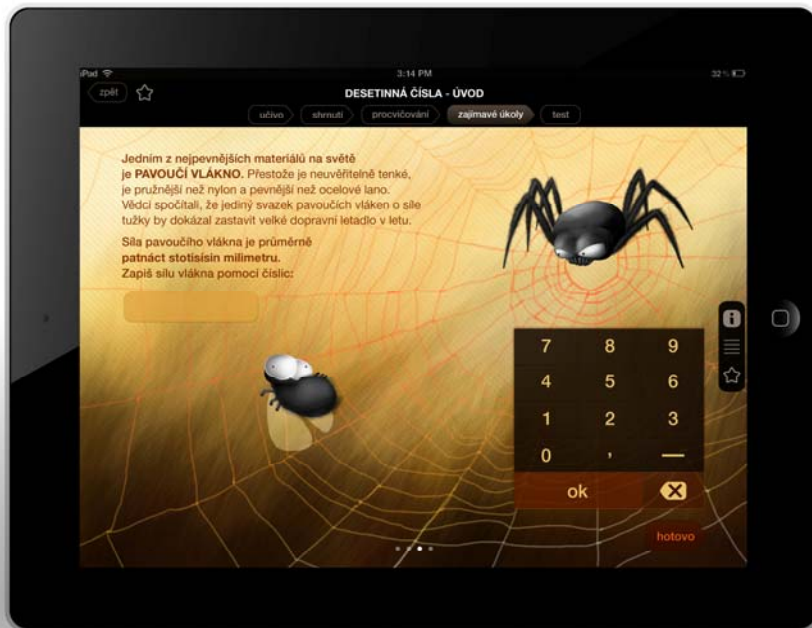 iPad
3:14 PM
32 %
zpět
DESETINNÁ ČÍSLA - ÚVOD
učivo
shrnutí
procvičování
zajímavé úkoly
test
Jedním z nejpevnějších materiálů na světě
je PAVOUČÍ VLÁKNO. Přestože je neuvěřitelně tenké,
je pružnější než nylon a pevnější než ocelové lano.
Vědci spočítali, že jediný svazek pavoučích vláken o síle
tužky by dokázal zastavit velké dopravní letadlo v letu.
Síla pavoučího vlákna je průměrně
patnáct stotisísin milimetru.
Zapiš sílu vlákna pomocí číslic:
7 8 9
4 5 6
1 2 3
0 , —
ok
hotovo